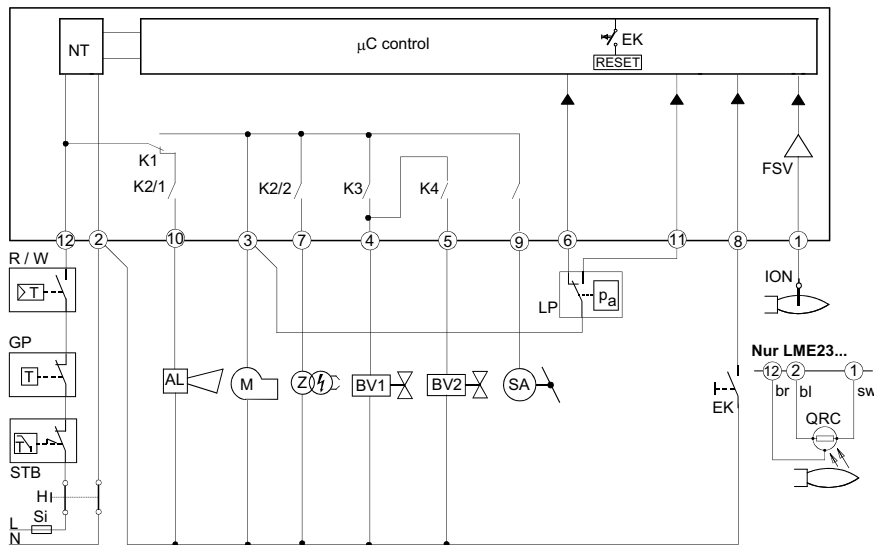 NT
µC control
EK
RESET
FSV
K1
K2/1
K2/2
K3
K4
12
2
10
3
7
4
5
9
6
11
8
1
R / W
T
GP
T
STB
T
H
L
Si
N
AL
M
Z
BV1
BV2
SA
LP
pa
EK
ION
Nur LME23...
12
2
1
br
bl
sw
QRC